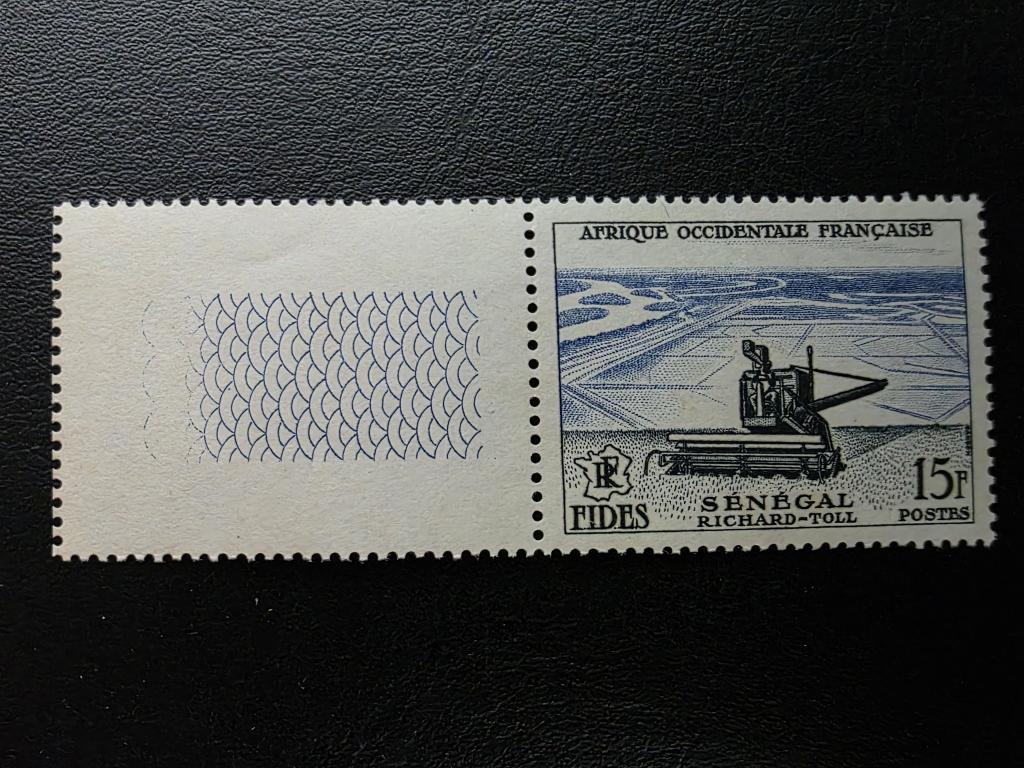 AFRIQUE OCCIDENTALE FRANÇAISE
RF
FIDES
SÉNÉGAL
RICHARD-TOLL
15F
POSTES